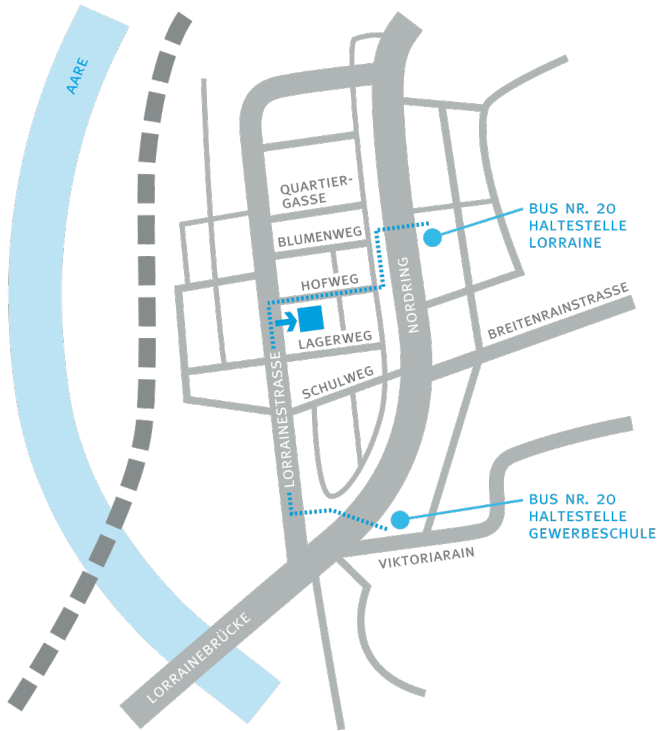 AARE
QUARTIER-
GASSE
BLUMENWEG
HOFWEG
LAGERWEG
SCHULWEG
LORRAINESTRASSE
NORDRING
BREITENRAINSTRASSE
BUS NR. 20
HALTESTELLE
LORRAINE
BUS NR. 20
HALTESTELLE
GEWERBESCHULE
VIKTORIARAIN
LORRAINEBRÜCKE